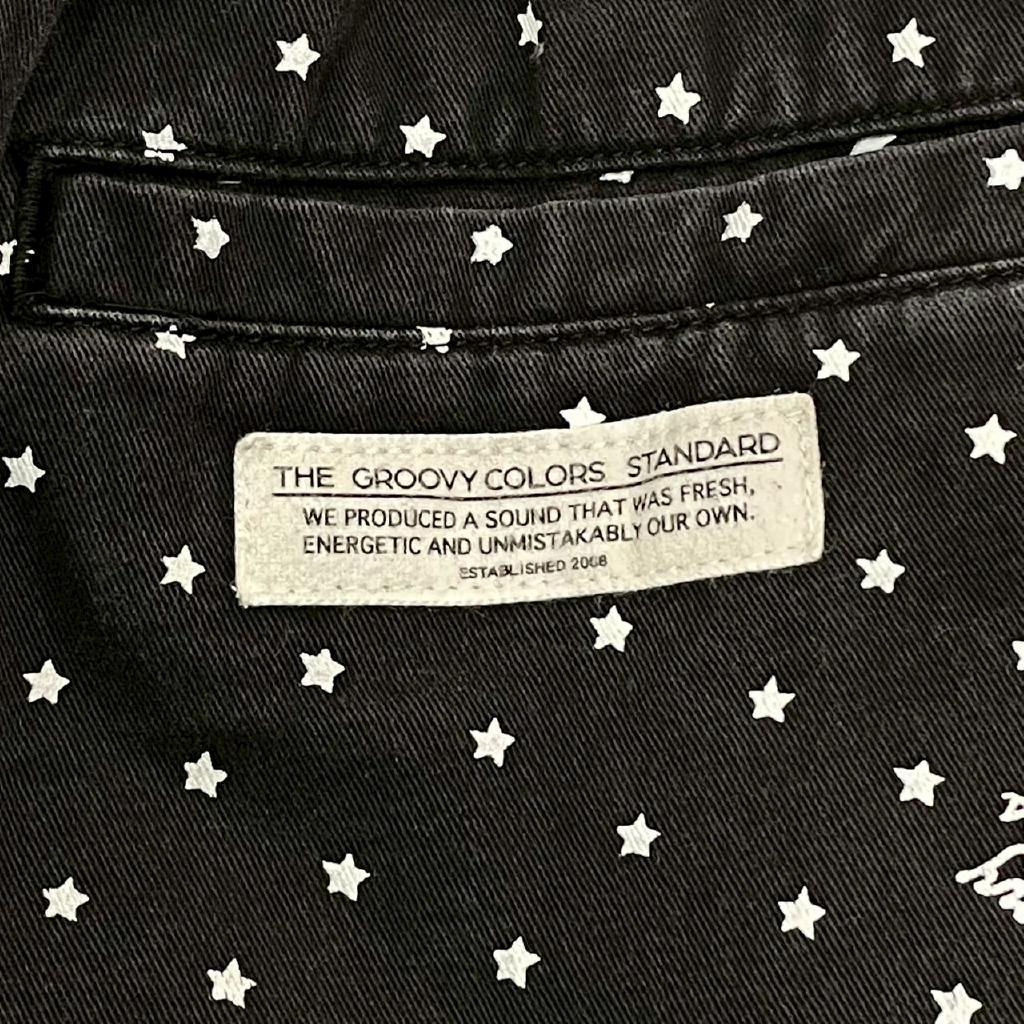 THE GROOVY COLORS STANDARD
WE PRODUCED A SOUND THAT WAS FRESH,
ENERGETIC AND UNMISTAKABLY OUR OWN.
ESTABLISHED 2008